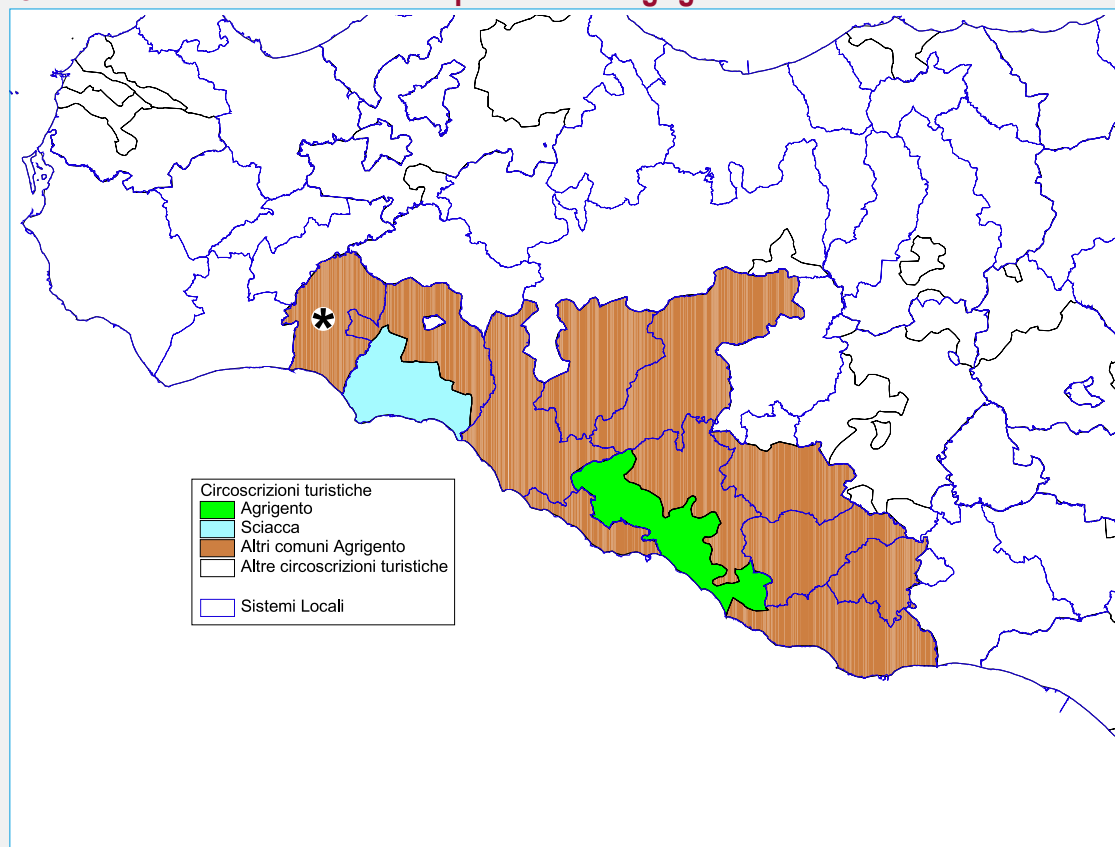 *
Circoscrizioni turistiche
Agrigento
Sciacca
Altri comuni Agrigento
Altre circoscrizioni turistiche
Sistemi Locali